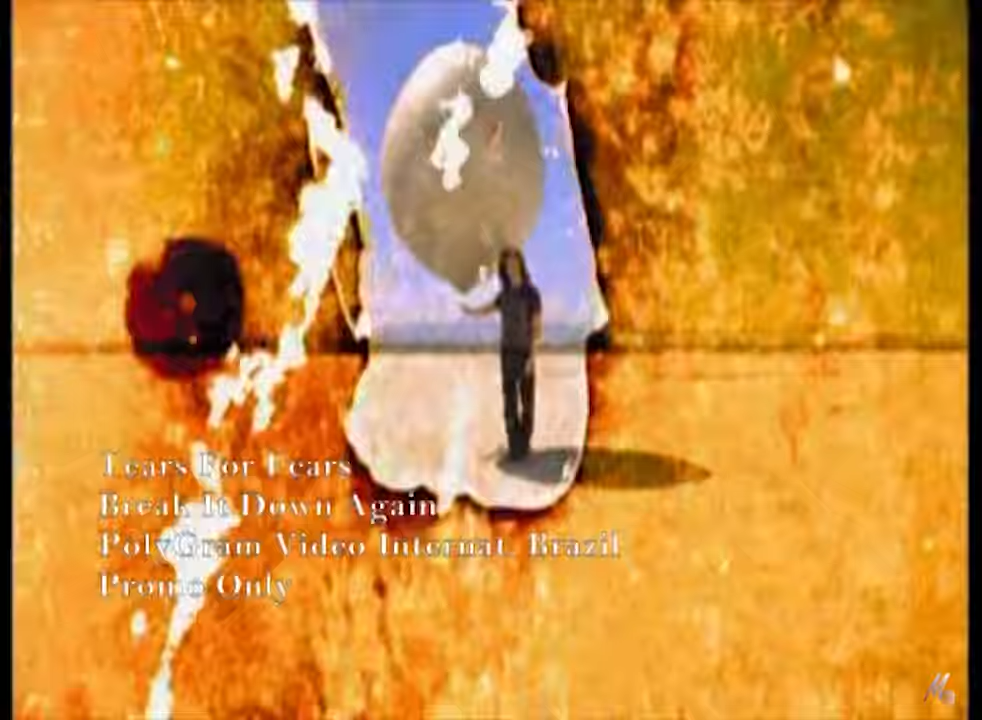 Tears For Fears
Break It Down Again
PolyGram Video Internat. Brazil
Promo Only